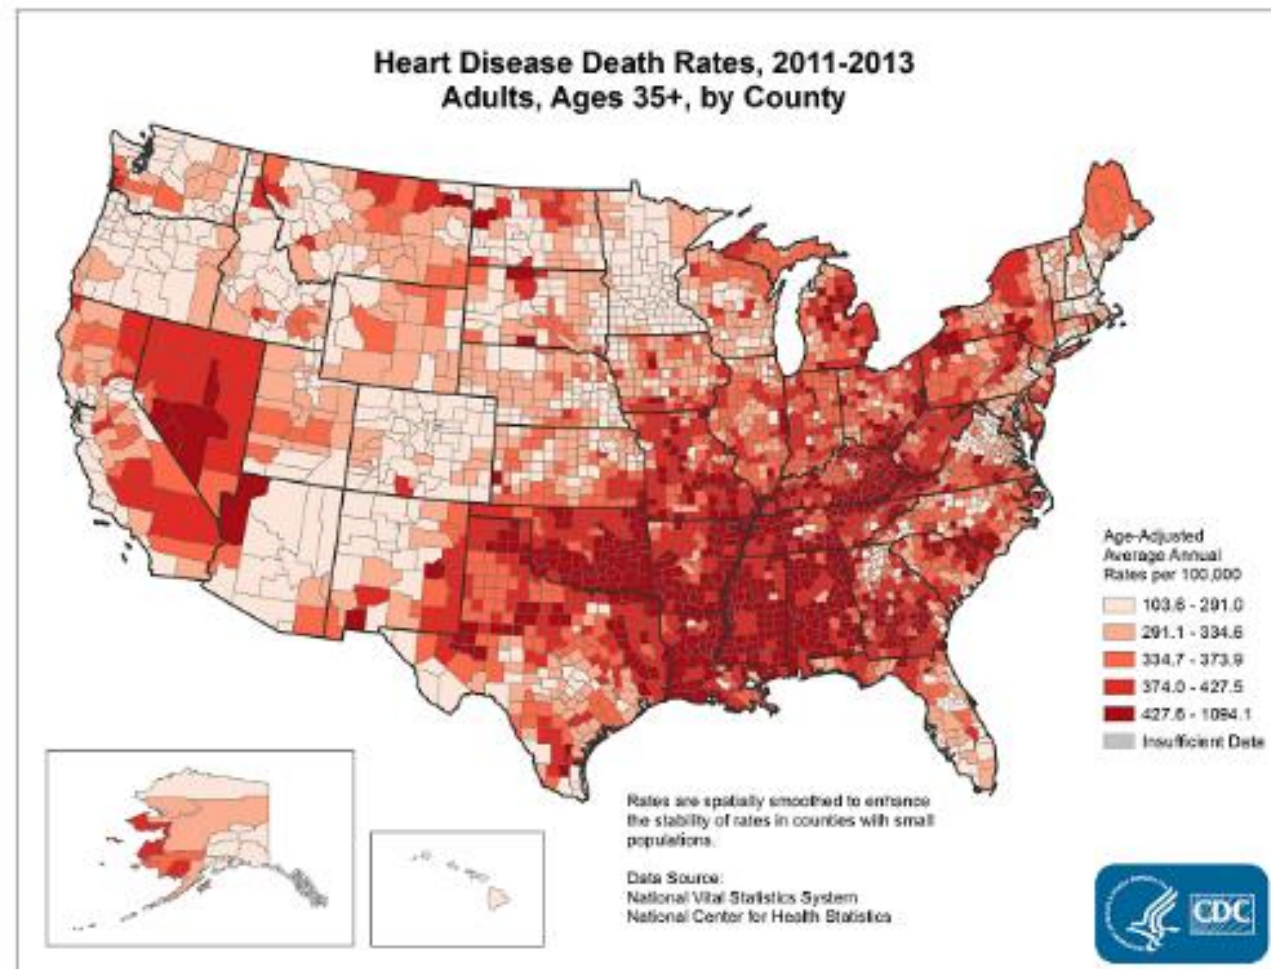 Heart Disease Death Rates, 2011-2013
Adults, Ages 35+, by County
Age-Adjusted
Average Annual
Rates per 100,000
103.6 - 291.0
291.1 - 334.6
334.7 - 373.9
374.0 - 427.5
427.6 - 1094.1
Insufficient Data
Rates are spatially smoothed to enhance
the stability of rates in counties with small
populations.
Data Source:
National Vital Statistics System
National Center for Health Statistics
CDC